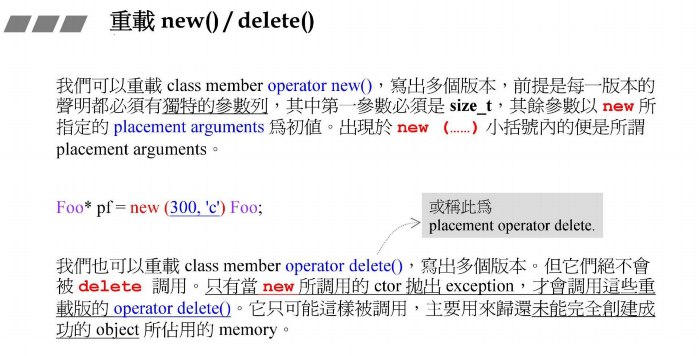 重載 new() / delete()
我們可以重載 class member operator new()，寫出多個版本，前提是每一版本的
聲明都必須有獨特的參數列，其中第一參數必須是 size_t，其餘參數以 new 所
指定的 placement arguments 爲初值。出現於 new (……) 小括號內的便是所謂
placement arguments。
Foo* pf = new (300, 'c') Foo;
或稱此爲
placement operator delete.
我們也可以重載 class member operator delete()，寫出多個版本。但它們絕不會
被 delete 調用。只有當 new 所調用的 ctor 拋出 exception，才會調用這些重
載版的 operator delete()。它只可能這樣被調用，主要用來歸還未能完全創建成
功的 object 所佔用的 memory。